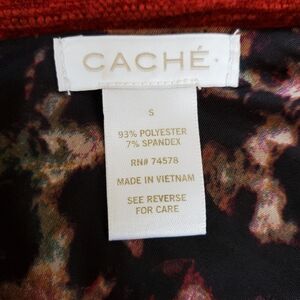 CACHÉ
S
93% POLYESTER
7% SPANDEX
RN# 74578
MADE IN VIETNAM
SEE REVERSE
FOR CARE